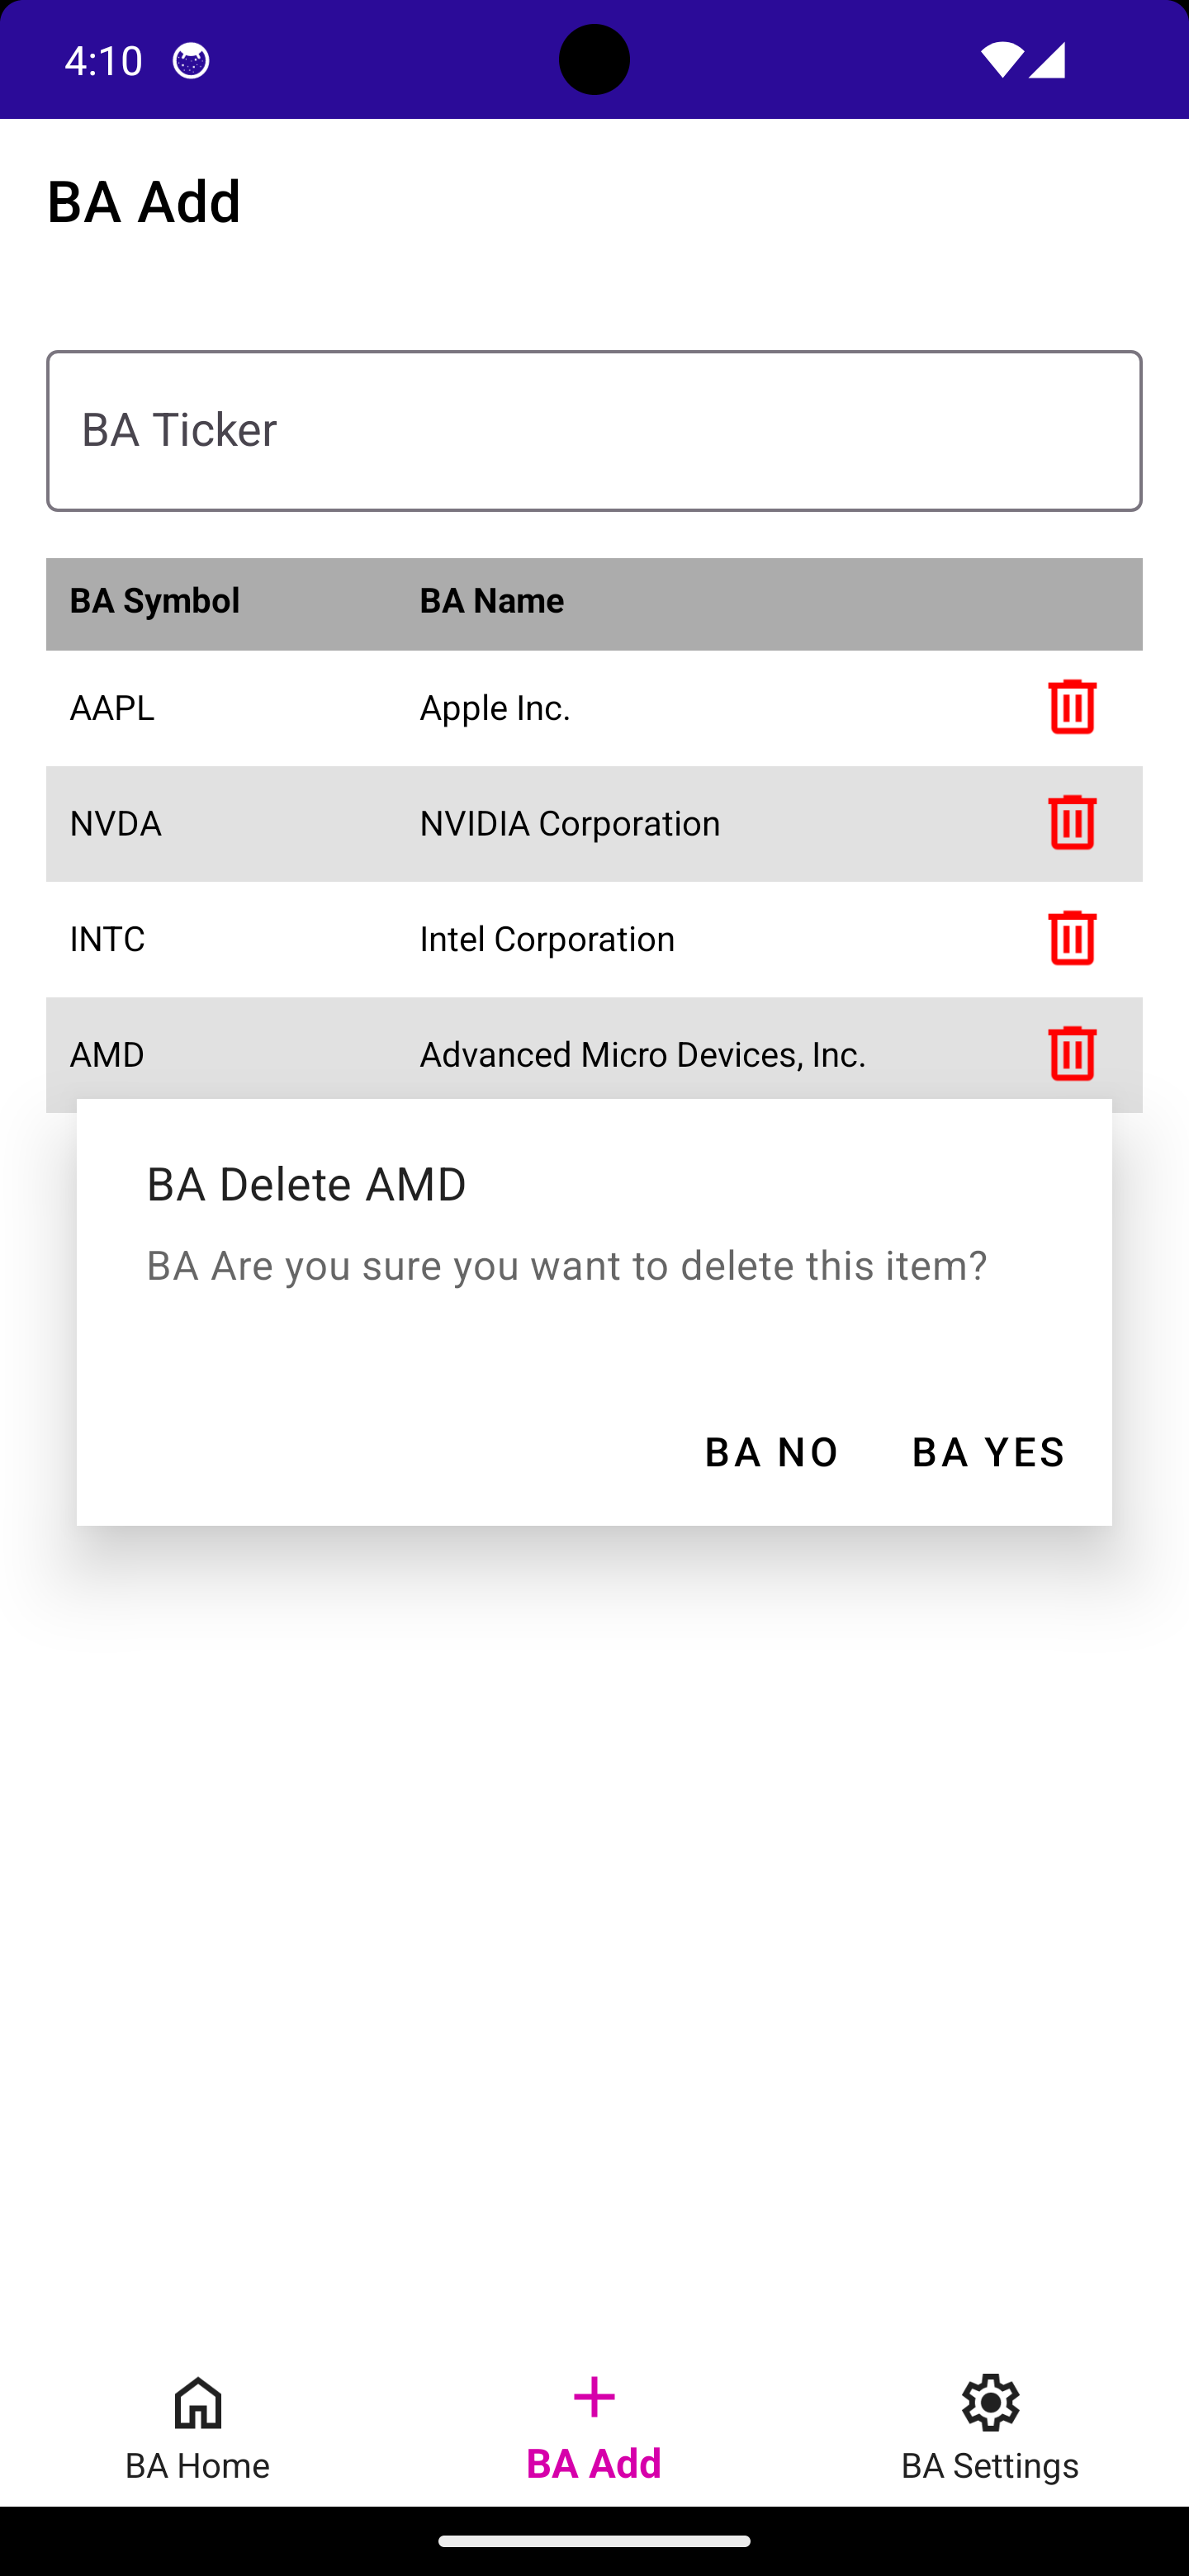 4:10
BA Add
BA Ticker
BA Symbol BA Name
AAPL Apple Inc.
NVDA NVIDIA Corporation
INTC Intel Corporation
AMD Advanced Micro Devices, Inc.
BA Delete AMD
BA Are you sure you want to delete this item?
BA NO BA YES
BA Home BA Add BA Settings